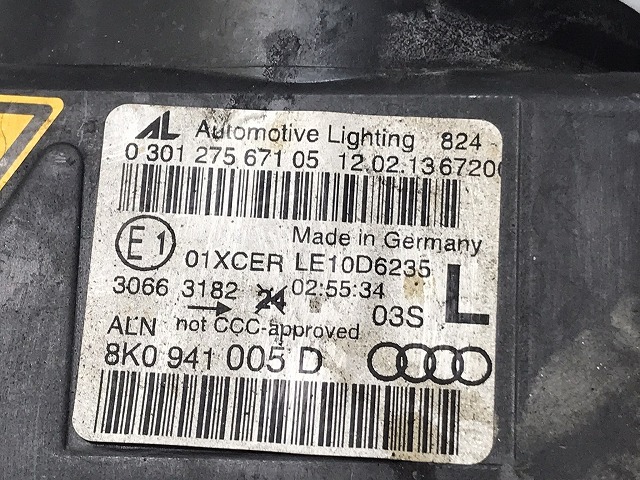 AL Automotive Lighting 824
0 301 275 671 05 12.02.13 67200
Made in Germany
E1 01XCER LE10D6235 L
3066 3182 24 02:55:34
03S
ALN not CCC-approved
8K0 941 005 D